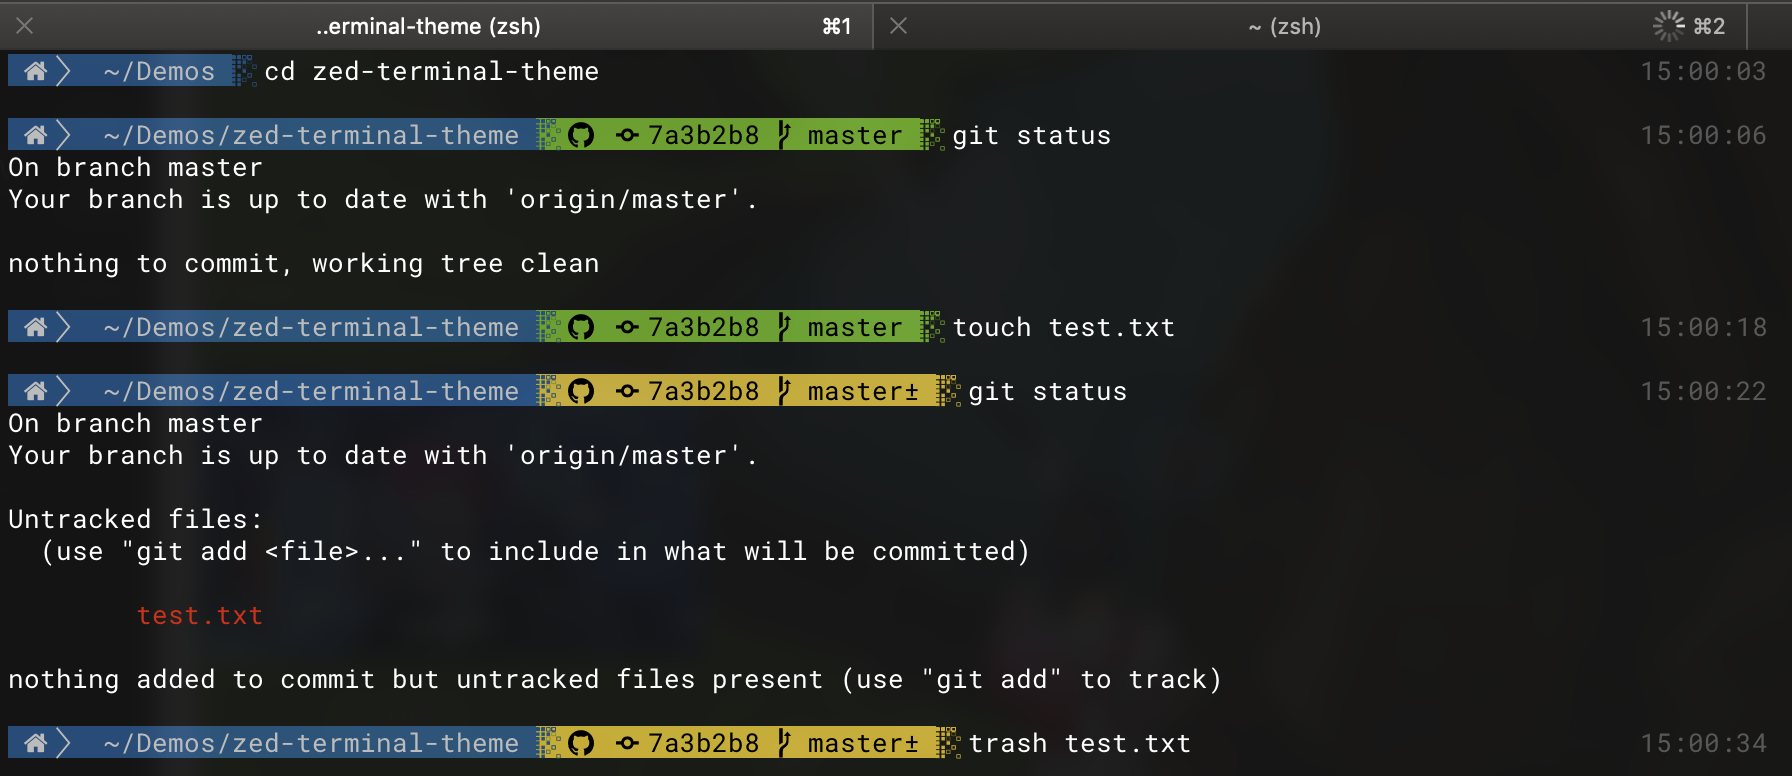 ..erminal-theme (zsh) ⌘1 ~ (zsh) ⌘2
~/Demos cd zed-terminal-theme 15:00:03
~/Demos/zed-terminal-theme 7a3b2b8 master git status 15:00:06
On branch master
Your branch is up to date with 'origin/master'.
nothing to commit, working tree clean
~/Demos/zed-terminal-theme 7a3b2b8 master touch test.txt 15:00:18
~/Demos/zed-terminal-theme 7a3b2b8 master± git status 15:00:22
On branch master
Your branch is up to date with 'origin/master'.
Untracked files:
(use "git add <file>..." to include in what will be committed)
test.txt
nothing added to commit but untracked files present (use "git add" to track)
~/Demos/zed-terminal-theme 7a3b2b8 master± trash test.txt 15:00:34